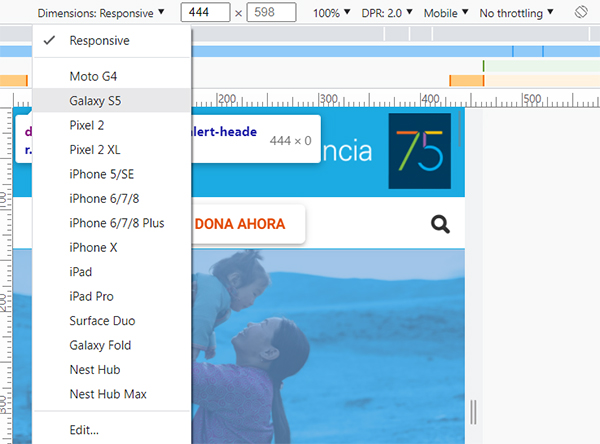 Dimensions: Responsive 444 × 598 100% DPR: 2.0 Mobile No throttling
Responsive
Moto G4
Galaxy S5
200 300 400 500
Pixel 2
d alert-heade
r. 444 × 0
ncia 75
Pixel 2 XL
iPhone 5/SE
iPhone 6/7/8
iPhone 6/7/8 Plus
DONA AHORA
iPhone X
iPad
iPad Pro
Surface Duo
Galaxy Fold
Nest Hub
Nest Hub Max
Edit...
100
200
300